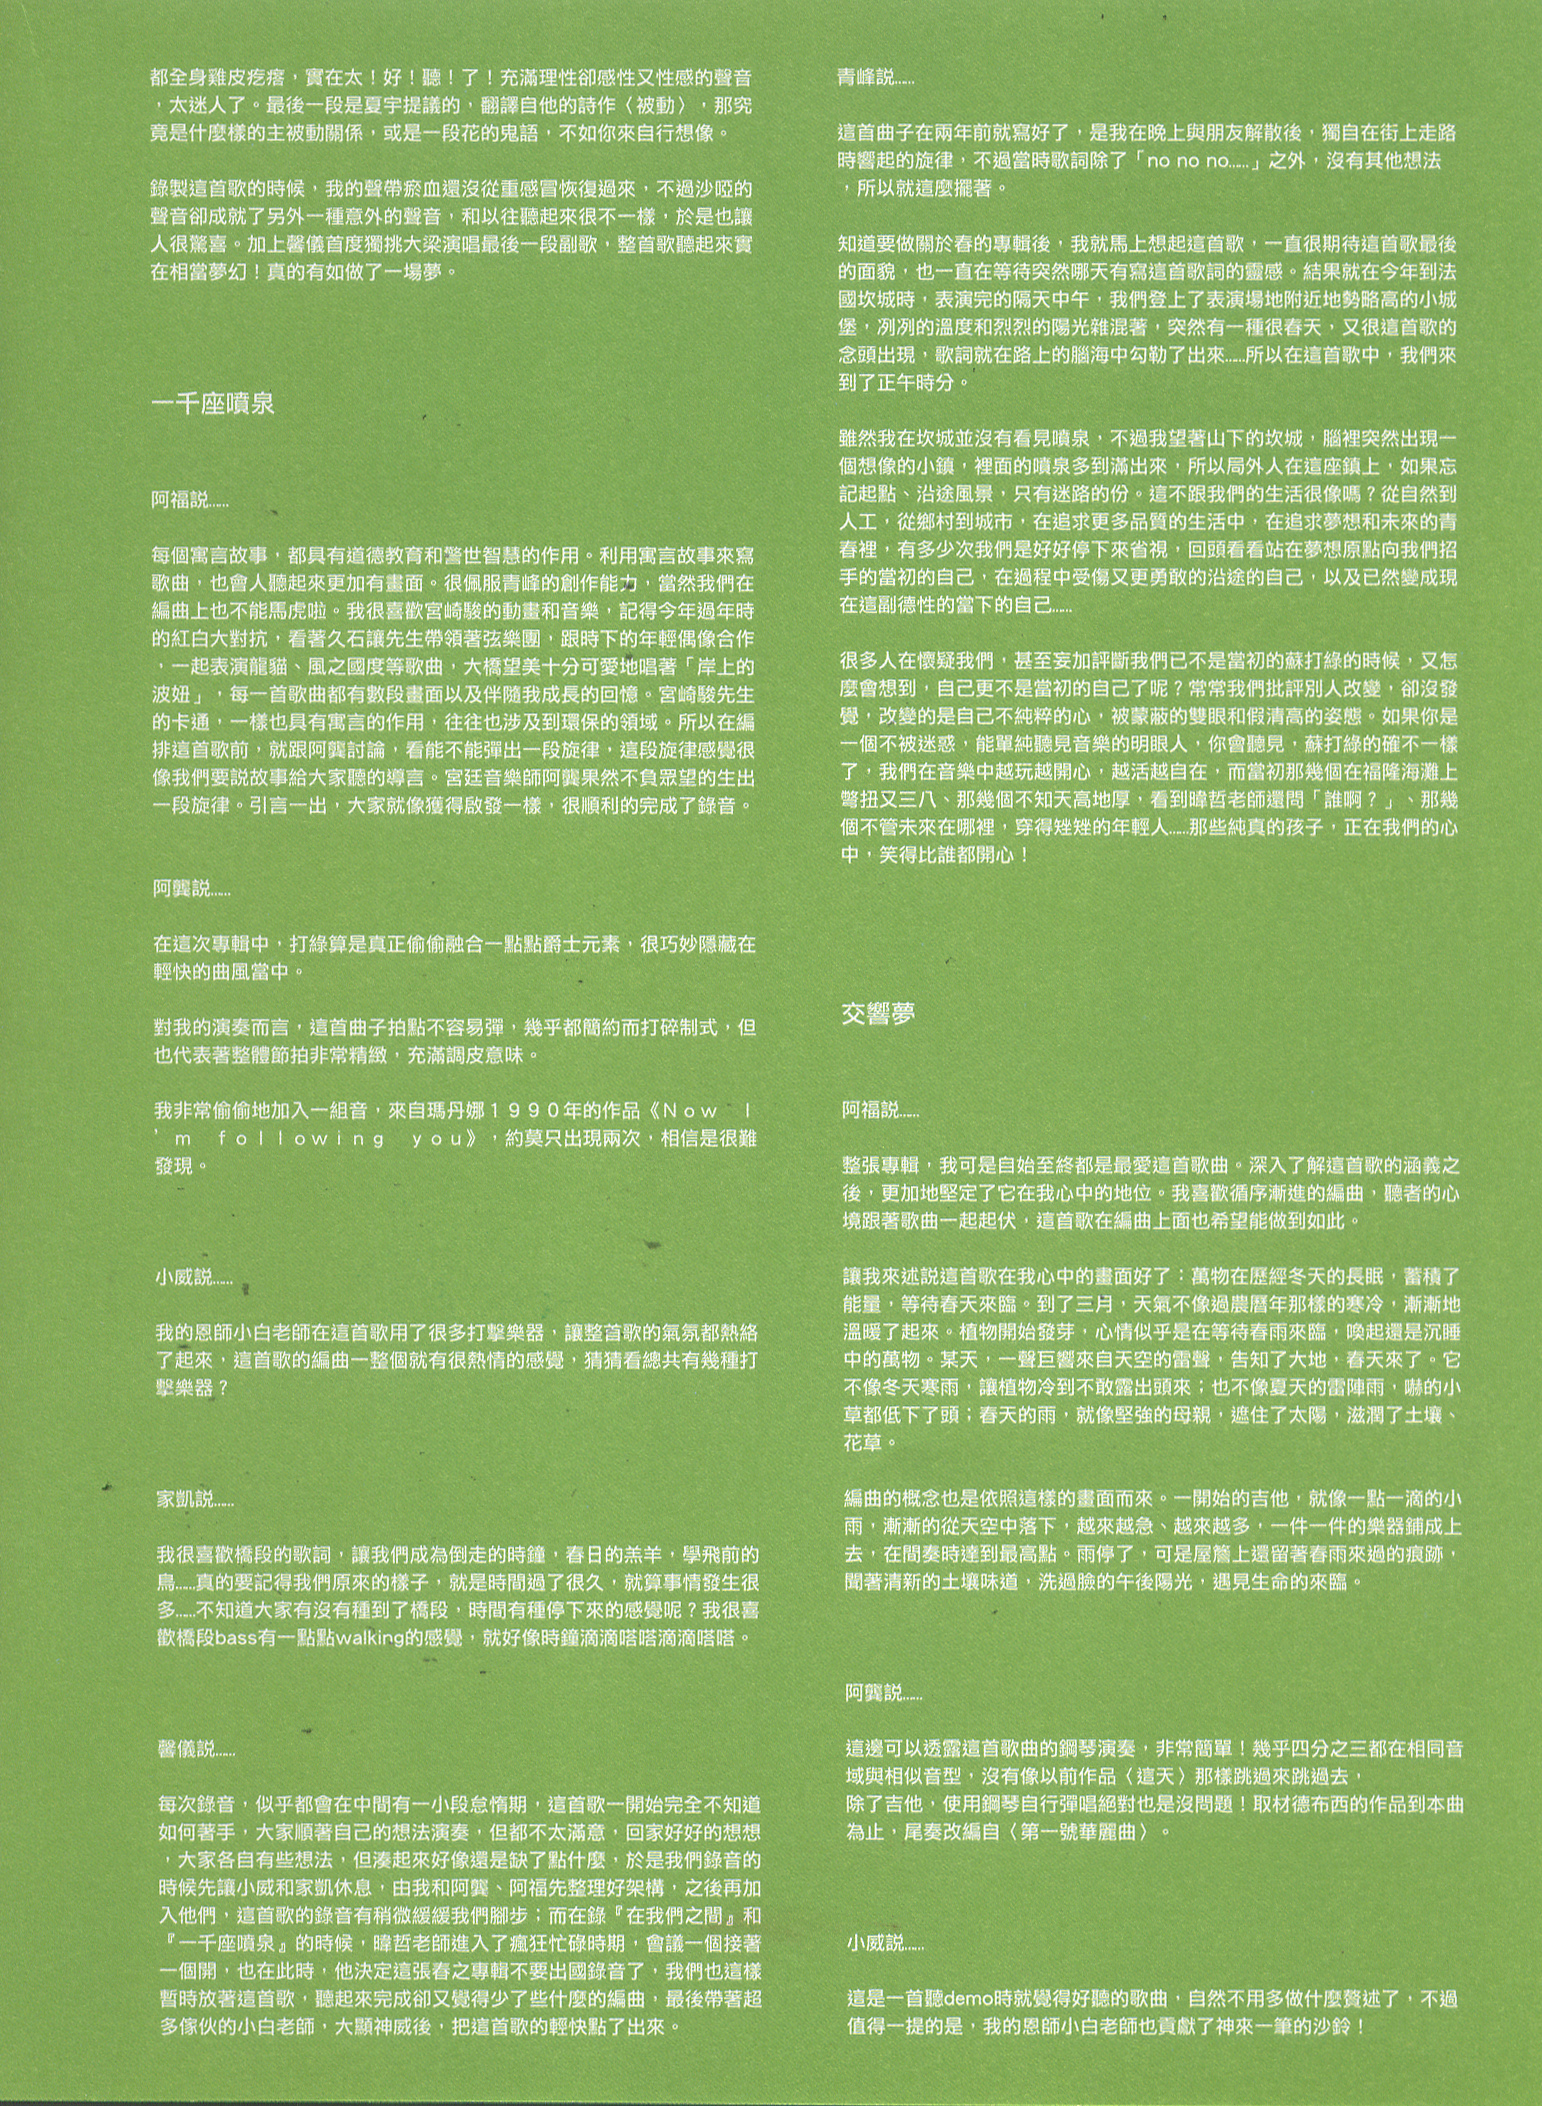 都全身雞皮疙瘩，實在太！好！聽！了！充滿理性卻感性又性感的聲音
，太迷人了。最後一段是夏宇提議的，翻譯自他的詩作〈被動〉，那究
竟是什麼樣的主被動關係，或是一段花的鬼語，不如你來自行想像。
錄製這首歌的時候，我的聲帶瘀血還沒從重感冒恢復過來，不過沙啞的
聲音卻成就了另外一種意外的聲音，和以往聽起來很不一樣，於是也讓
人很驚喜。加上馨儀首度獨挑大梁演唱最後一段副歌，整首歌聽起來實
在相當夢幻！真的有如做了一場夢。
一千座噴泉
阿福説……
每個寓言故事，都具有道德教育和警世智慧的作用。利用寓言故事來寫
歌曲，也會人聽起來更加有畫面。很佩服青峰的創作能力，當然我們在
編曲上也不能馬虎啦。我很喜歡宮崎駿的動畫和音樂，記得今年過年時
的紅白大對抗，看著久石讓先生帶領著弦樂團，跟時下的年輕偶像合作
，一起表演龍貓、風之國度等歌曲，大橋望美十分可愛地唱著「岸上的
波妞」，每一首歌曲都有數段畫面以及伴隨我成長的回憶。宮崎駿先生
的卡通，一樣也具有寓言的作用，往往也涉及到環保的領域。所以在編
排這首歌前，就跟阿龔討論，看能不能彈出一段旋律，這段旋律感覺很
像我們要説故事給大家聽的導言。宮廷音樂師阿龔果然不負眾望的生出
一段旋律。引言一出，大家就像獲得啟發一樣，很順利的完成了錄音。
阿龔説……
在這次專輯中，打綠算是真正偷偷融合一點點爵士元素，很巧妙隱藏在
輕快的曲風當中。
對我的演奏而言，這首曲子拍點不容易彈，幾乎都簡約而打碎制式，但
也代表著整體節拍非常精緻，充滿調皮意味。
我非常偷偷地加入一組音，來自瑪丹娜１９９０年的作品《Ｎｏｗ　Ｉ
’ｍ　ｆｏｌｌｏｗｉｎｇ　ｙｏｕ》，約莫只出現兩次，相信是很難
發現。
小威説……
我的恩師小白老師在這首歌用了很多打擊樂器，讓整首歌的氣氛都熱絡
了起來，這首歌的編曲一整個就有很熱情的感覺，猜猜看總共有幾種打
擊樂器？
家凱説……
我很喜歡橋段的歌詞，讓我們成為倒走的時鐘，春日的羔羊，學飛前的
鳥……真的要記得我們原來的樣子，就是時間過了很久，就算事情發生很
多……不知道大家有沒有種到了橋段，時間有種停下來的感覺呢？我很喜
歡橋段bass有一點點walking的感覺，就好像時鐘滴滴嗒嗒滴滴嗒嗒。
馨儀説……
每次錄音，似乎都會在中間有一小段怠惰期，這首歌一開始完全不知道
如何著手，大家順著自己的想法演奏，但都不太滿意，回家好好的想想
，大家各自有些想法，但湊起來好像還是缺了點什麼，於是我們錄音的
時候先讓小威和家凱休息，由我和阿龔、阿福先整理好架構，之後再加
入他們，這首歌的錄音有稍微緩緩我們腳步；而在錄『在我們之間』和
『一千座噴泉』的時候，暐哲老師進入了瘋狂忙碌時期，會議一個接著
一個開，也在此時，他決定這張春之專輯不要出國錄音了，我們也這樣
暫時放著這首歌，聽起來完成卻又覺得少了些什麼的編曲，最後帶著超
多傢伙的小白老師，大顯神威後，把這首歌的輕快點了出來。
青峰説……
這首曲子在兩年前就寫好了，是我在晚上與朋友解散後，獨自在街上走路
時響起的旋律，不過當時歌詞除了「no no no……」之外，沒有其他想法
，所以就這麼擺著。
知道要做關於春的專輯後，我就馬上想起這首歌，一直很期待這首歌最後
的面貌，也一直在等待突然哪天有寫這首歌詞的靈感。結果就在今年到法
國坎城時，表演完的隔天中午，我們登上了表演場地附近地勢略高的小城
堡，冽冽的溫度和烈烈的陽光雜混著，突然有一種很春天，又很這首歌的
念頭出現，歌詞就在路上的腦海中勾勒了出來……所以在這首歌中，我們來
到了正午時分。
雖然我在坎城並沒有看見噴泉，不過我望著山下的坎城，腦裡突然出現一
個想像的小鎮，裡面的噴泉多到滿出來，所以局外人在這座鎮上，如果忘
記起點、沿途風景，只有迷路的份。這不跟我們的生活很像嗎？從自然到
人工，從鄉村到城市，在追求更多品質的生活中，在追求夢想和未來的青
春裡，有多少次我們是好好停下來省視，回頭看看站在夢想原點向我們招
手的當初的自己，在過程中受傷又更勇敢的沿途的自己，以及已然變成現
在這副德性的當下的自己……
很多人在懷疑我們，甚至妄加評斷我們已不是當初的蘇打綠的時候，又怎
麼會想到，自己更不是當初的自己了呢？常常我們批評別人改變，卻沒發
覺，改變的是自己不純粹的心，被蒙蔽的雙眼和假清高的姿態。如果你是
一個不被迷惑，能單純聽見音樂的明眼人，你會聽見，蘇打綠的確不一樣
了，我們在音樂中越玩越開心，越活越自在，而當初那幾個在福隆海灘上
彆扭又三八、那幾個不知天高地厚，看到暐哲老師還問「誰啊？」、那幾
個不管未來在哪裡，穿得矬矬的年輕人……那些純真的孩子，正在我們的心
中，笑得比誰都開心！
交響夢
阿福説……
整張專輯，我可是自始至終都是最愛這首歌曲。深入了解這首歌的涵義之
後，更加地堅定了它在我心中的地位。我喜歡循序漸進的編曲，聽者的心
境跟著歌曲一起起伏，這首歌在編曲上面也希望能做到如此。
讓我來述説這首歌在我心中的畫面好了：萬物在歷經冬天的長眠，蓄積了
能量，等待春天來臨。到了三月，天氣不像過農曆年那樣的寒冷，漸漸地
溫暖了起來。植物開始發芽，心情似乎是在等待春雨來臨，喚起還是沉睡
中的萬物。某天，一聲巨響來自天空的雷聲，告知了大地，春天來了。它
不像冬天寒雨，讓植物冷到不敢露出頭來；也不像夏天的雷陣雨，嚇的小
草都低下了頭；春天的雨，就像堅強的母親，遮住了太陽，滋潤了土壤、
花草。
編曲的概念也是依照這樣的畫面而來。一開始的吉他，就像一點一滴的小
雨，漸漸的從天空中落下，越來越急、越來越多，一件一件的樂器鋪成上
去，在間奏時達到最高點。雨停了，可是屋簷上還留著春雨來過的痕跡，
聞著清新的土壤味道，洗過臉的午後陽光，遇見生命的來臨。
阿龔説……
這邊可以透露這首歌曲的鋼琴演奏，非常簡單！幾乎四分之三都在相同音
域與相似音型，沒有像以前作品〈這天〉那樣跳過來跳過去，
除了吉他，使用鋼琴自行彈唱絕對也是沒問題！取材德布西的作品到本曲
為止，尾奏改編自〈第一號華麗曲〉。
小威説……
這是一首聽demo時就覺得好聽的歌曲，自然不用多做什麼贅述了，不過
值得一提的是，我的恩師小白老師也貢獻了神來一筆的沙鈴！